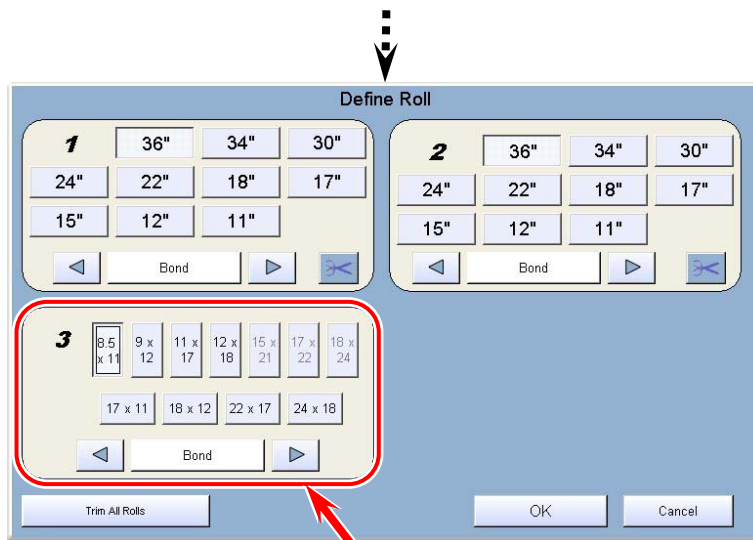 Define Roll
1 36" 34" 30"
24" 22" 18" 17"
15" 12" 11"
Bond
2 36" 34" 30"
24" 22" 18" 17"
15" 12" 11"
Bond
3 8.5 x 11 9 x 12 11 x 17 12 x 18 15 x 21 17 x 22 18 x 24
17 x 11 18 x 12 22 x 17 24 x 18
Bond
Trim All Rolls OK Cancel